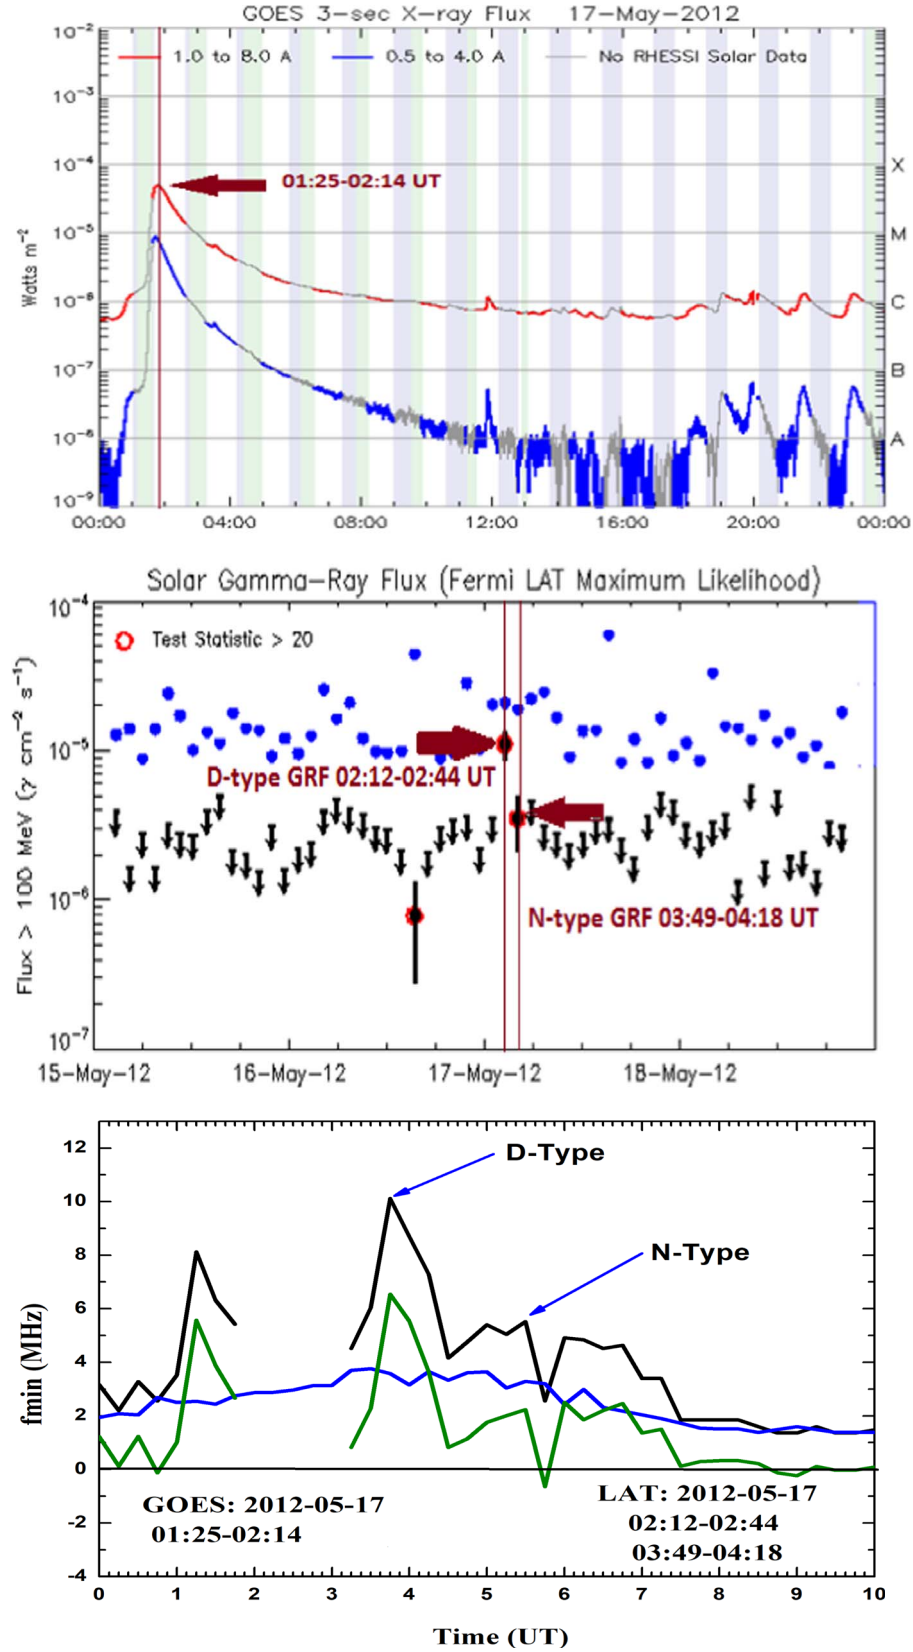 GOES 3-sec X-ray Flux 17-May-2012
1.0 to 8.0 A 0.5 to 4.0 A No RHESSI Solar Data
10⁻²
10⁻³
10⁻⁴
10⁻⁵
10⁻⁶
10⁻⁷
10⁻⁸
10⁻⁹
Watts m⁻²
X
M
C
B
A
01:25-02:14 UT
00:00 04:00 08:00 12:00 16:00 20:00 00:00
Solar Gamma-Ray Flux (Fermi LAT Maximum Likelihood)
Test Statistic > 20
10⁻⁴
10⁻⁵
10⁻⁶
10⁻⁷
Flux > 100 MeV (γ cm⁻² s⁻¹)
D-type GRF 02:12-02:44 UT
N-type GRF 03:49-04:18 UT
15-May-12 16-May-12 17-May-12 18-May-12
D-Type
N-Type
12
10
8
6
4
2
0
-2
-4
fmin (MHz)
GOES: 2012-05-17
01:25-02:14
LAT: 2012-05-17
02:12-02:44
03:49-04:18
0 1 2 3 4 5 6 7 8 9 10
Time (UT)